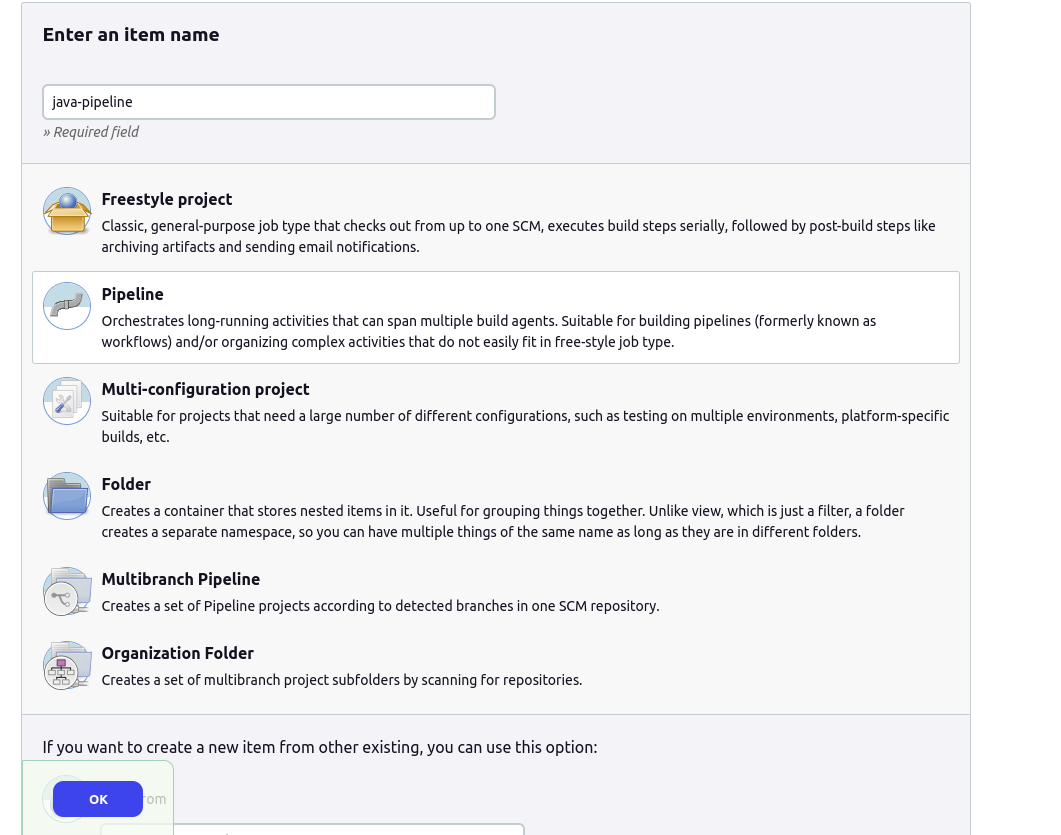 Enter an item name
java-pipeline
» Required field
Freestyle project
Classic, general-purpose job type that checks out from up to one SCM, executes build steps serially, followed by post-build steps like
archiving artifacts and sending email notifications.
Pipeline
Orchestrates long-running activities that can span multiple build agents. Suitable for building pipelines (formerly known as
workflows) and/or organizing complex activities that do not easily fit in free-style job type.
Multi-configuration project
Suitable for projects that need a large number of different configurations, such as testing on multiple environments, platform-specific
builds, etc.
Folder
Creates a container that stores nested items in it. Useful for grouping things together. Unlike view, which is just a filter, a folder
creates a separate namespace, so you can have multiple things of the same name as long as they are in different folders.
Multibranch Pipeline
Creates a set of Pipeline projects according to detected branches in one SCM repository.
Organization Folder
Creates a set of multibranch project subfolders by scanning for repositories.
If you want to create a new item from other existing, you can use this option:
OK